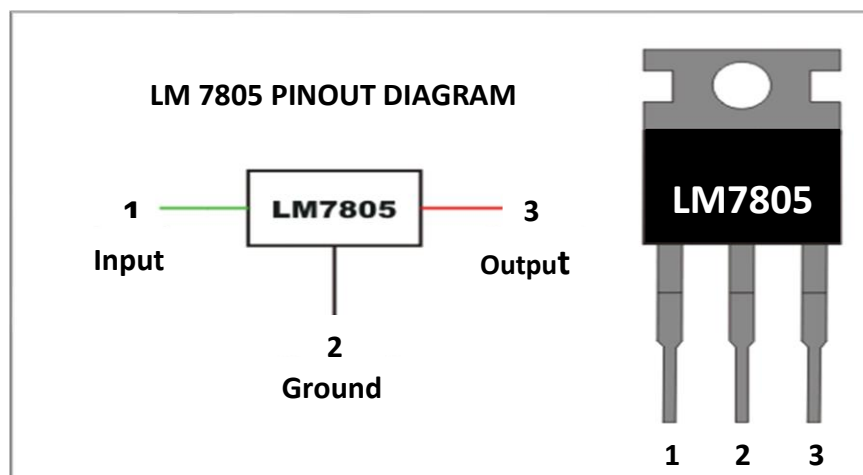 LM 7805 PINOUT DIAGRAM
1
Input
LM7805
3
Output
2
Ground
LM7805
1 2 3